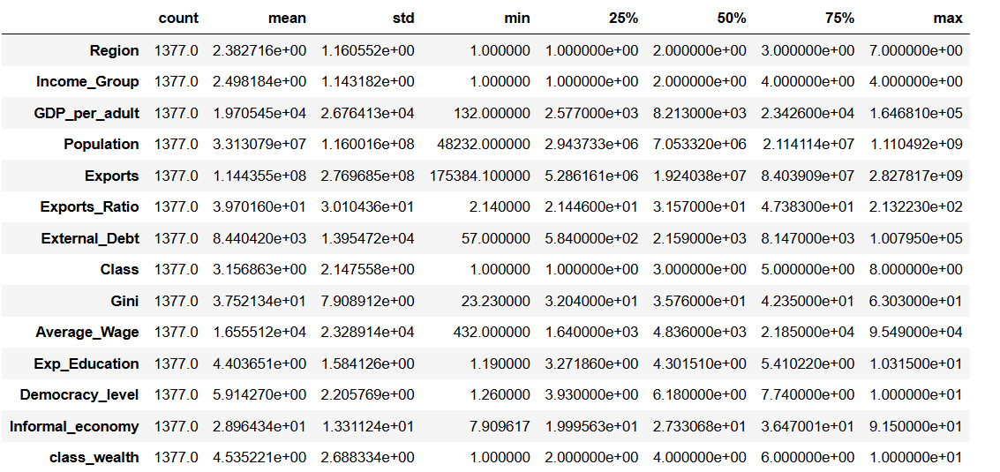 count mean std min 25% 50% 75% max
Region 1377.0 2.382716e+00 1.160552e+00 1.000000 1.000000e+00 2.000000e+00 3.000000e+00 7.000000e+00
Income_Group 1377.0 2.498184e+00 1.143182e+00 1.000000 1.000000e+00 2.000000e+00 4.000000e+00 4.000000e+00
GDP_per_adult 1377.0 1.970545e+04 2.676413e+04 132.000000 2.577000e+03 8.213000e+03 2.342600e+04 1.646810e+05
Population 1377.0 3.313079e+07 1.160016e+08 48232.000000 2.943733e+06 7.053320e+06 2.114114e+07 1.110492e+09
Exports 1377.0 1.144355e+08 2.769685e+08 175384.100000 5.286161e+06 1.924038e+07 8.403909e+07 2.827817e+09
Exports_Ratio 1377.0 3.970160e+01 3.010436e+01 2.140000 2.144600e+01 3.157000e+01 4.738300e+01 2.132230e+02
External_Debt 1377.0 8.440420e+03 1.395472e+04 57.000000 5.840000e+02 2.159000e+03 8.147000e+03 1.007950e+05
Class 1377.0 3.156863e+00 2.147558e+00 1.000000 1.000000e+00 3.000000e+00 5.000000e+00 8.000000e+00
Gini 1377.0 3.752134e+01 7.908912e+00 23.230000 3.204000e+01 3.576000e+01 4.235000e+01 6.303000e+01
Average_Wage 1377.0 1.655512e+04 2.328914e+04 432.000000 1.640000e+03 4.836000e+03 2.185000e+04 9.549000e+04
Exp_Education 1377.0 4.403651e+00 1.584126e+00 1.190000 3.271860e+00 4.301510e+00 5.410220e+00 1.031500e+01
Democracy_level 1377.0 5.914270e+00 2.205769e+00 1.260000 3.930000e+00 6.180000e+00 7.740000e+00 1.000000e+01
Informal_economy 1377.0 2.896434e+01 1.331124e+01 7.909617 1.999563e+01 2.733068e+01 3.647001e+01 9.150000e+01
class_wealth 1377.0 4.535221e+00 2.688334e+00 1.000000 2.000000e+00 4.000000e+00 6.000000e+00 1.000000e+01